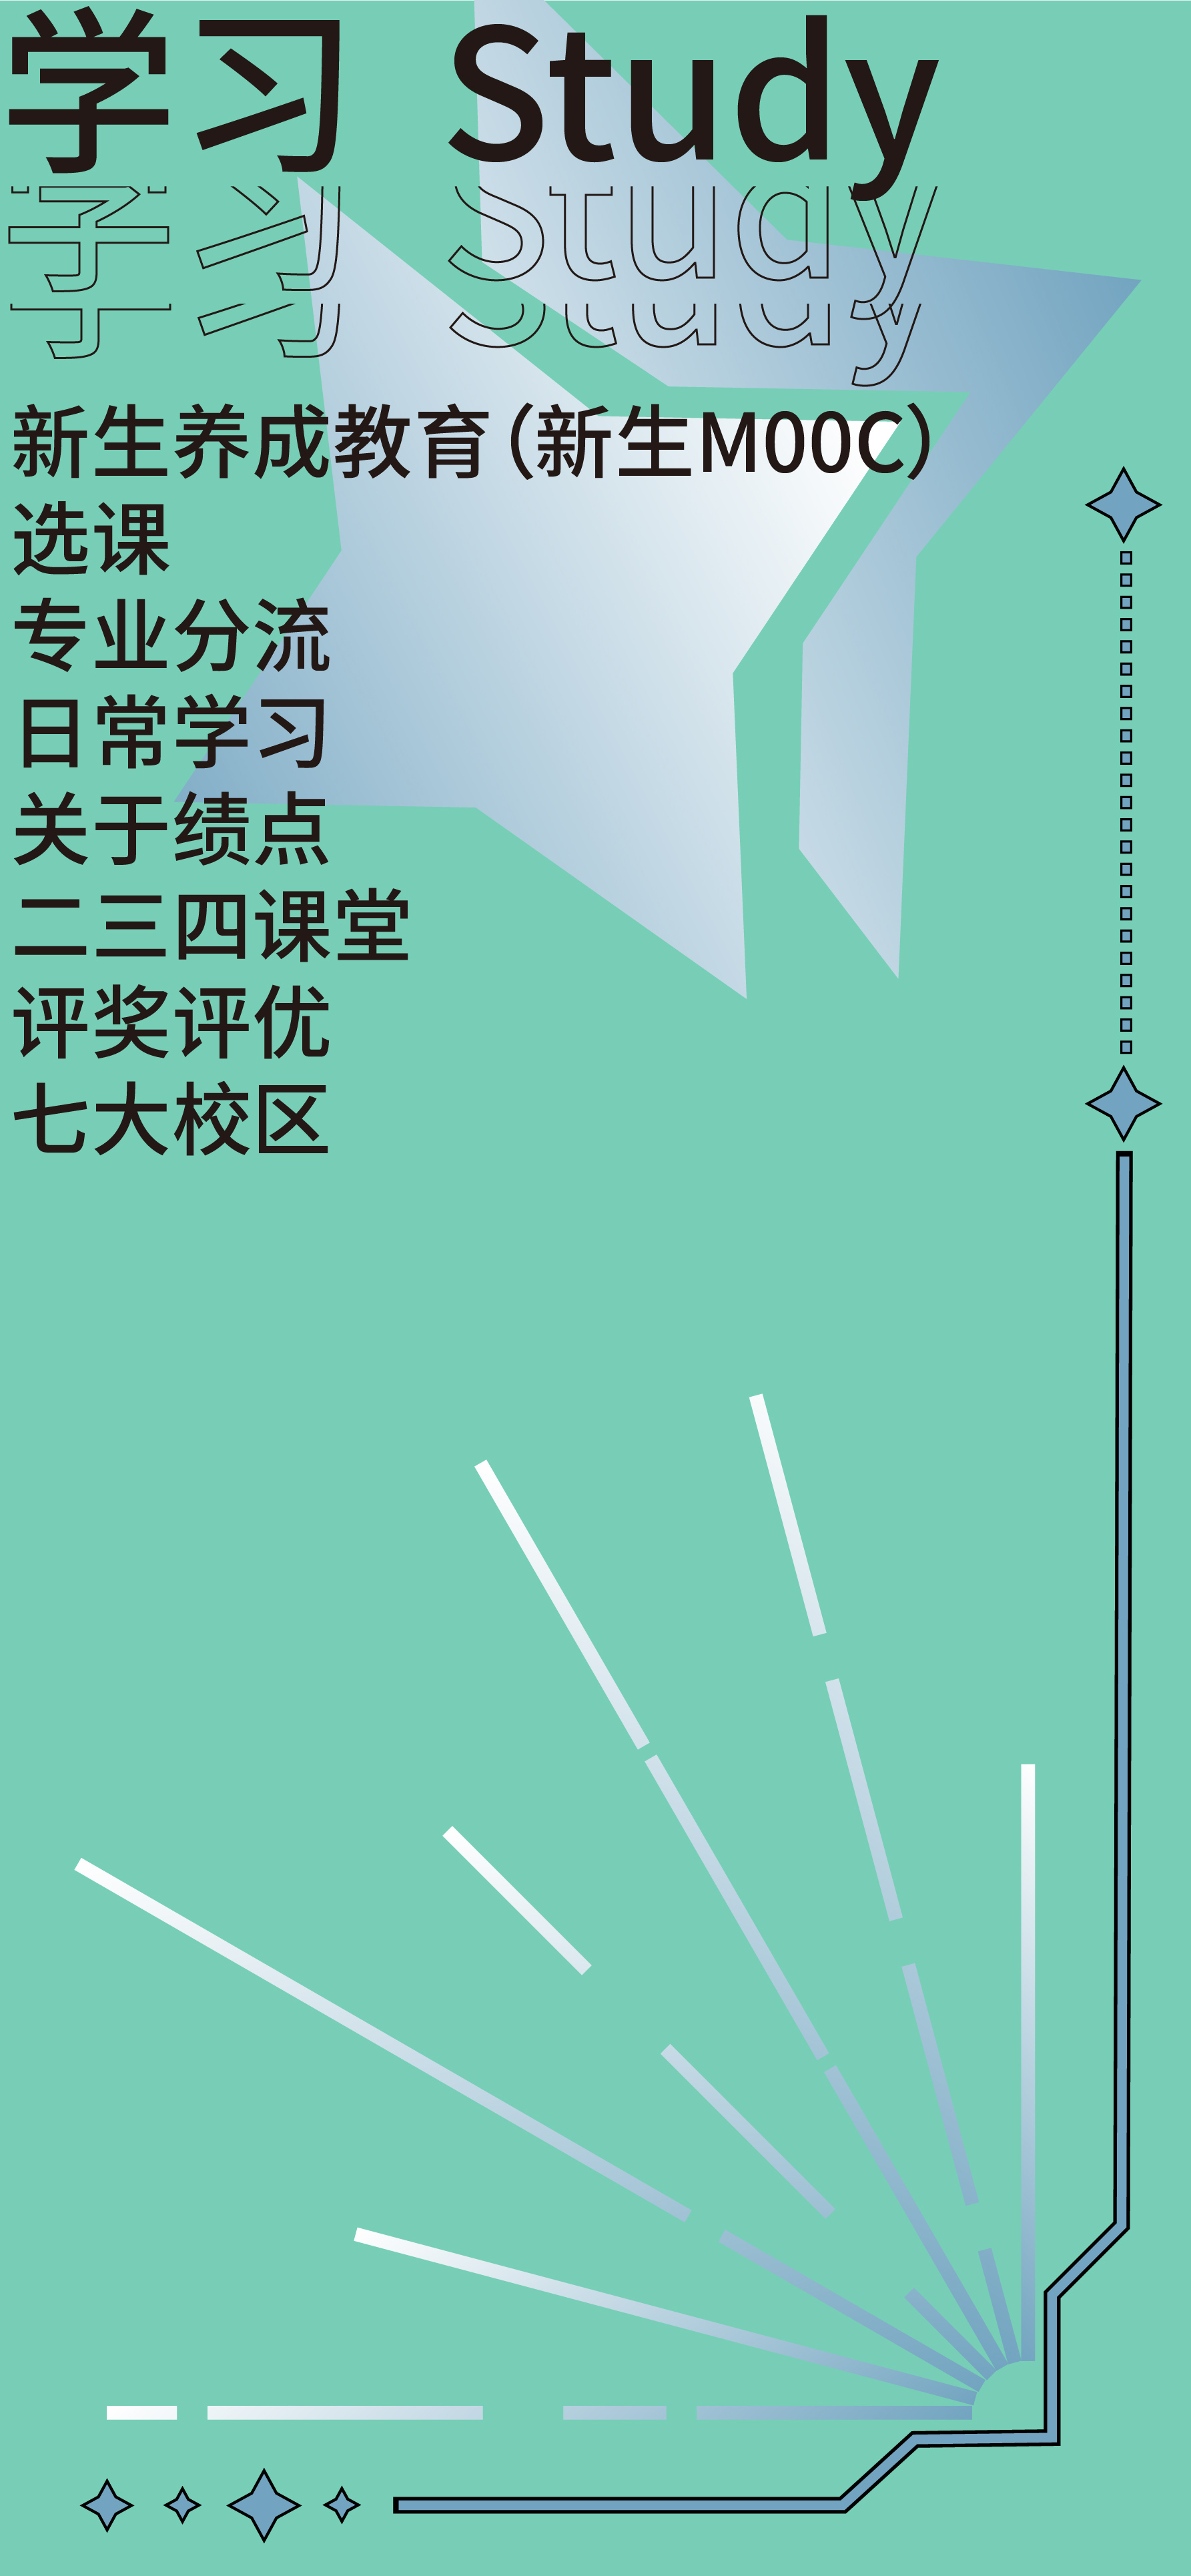 学习 Study
学习 Study
学习 Study
新生养成教育(新生MOOC)
选课
专业分流
日常学习
关于绩点
二三四课堂
评奖评优
七大校区